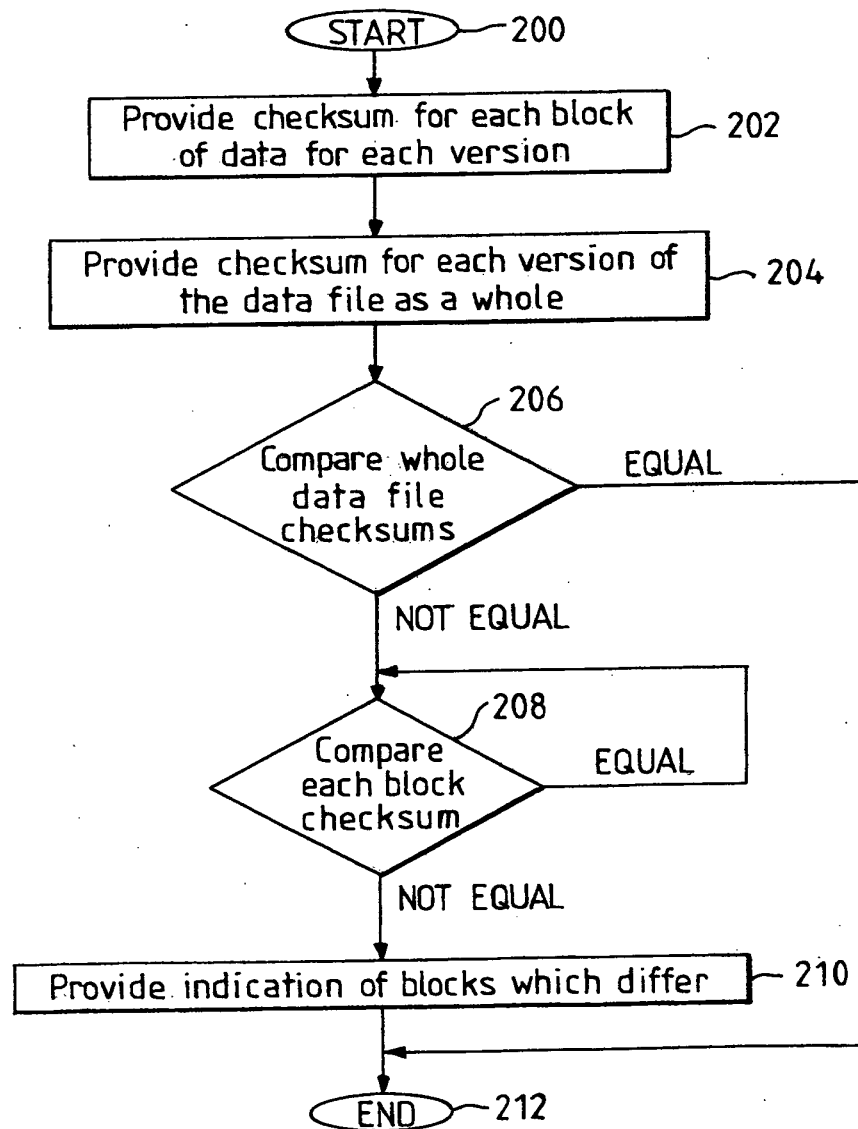 START
200
Provide checksum for each block
of data for each version
202
Provide checksum for each version of
the data file as a whole
204
206
Compare whole
data file
checksums
EQUAL
NOT EQUAL
208
Compare
each block
checksum
EQUAL
NOT EQUAL
Provide indication of blocks which differ
210
END
212